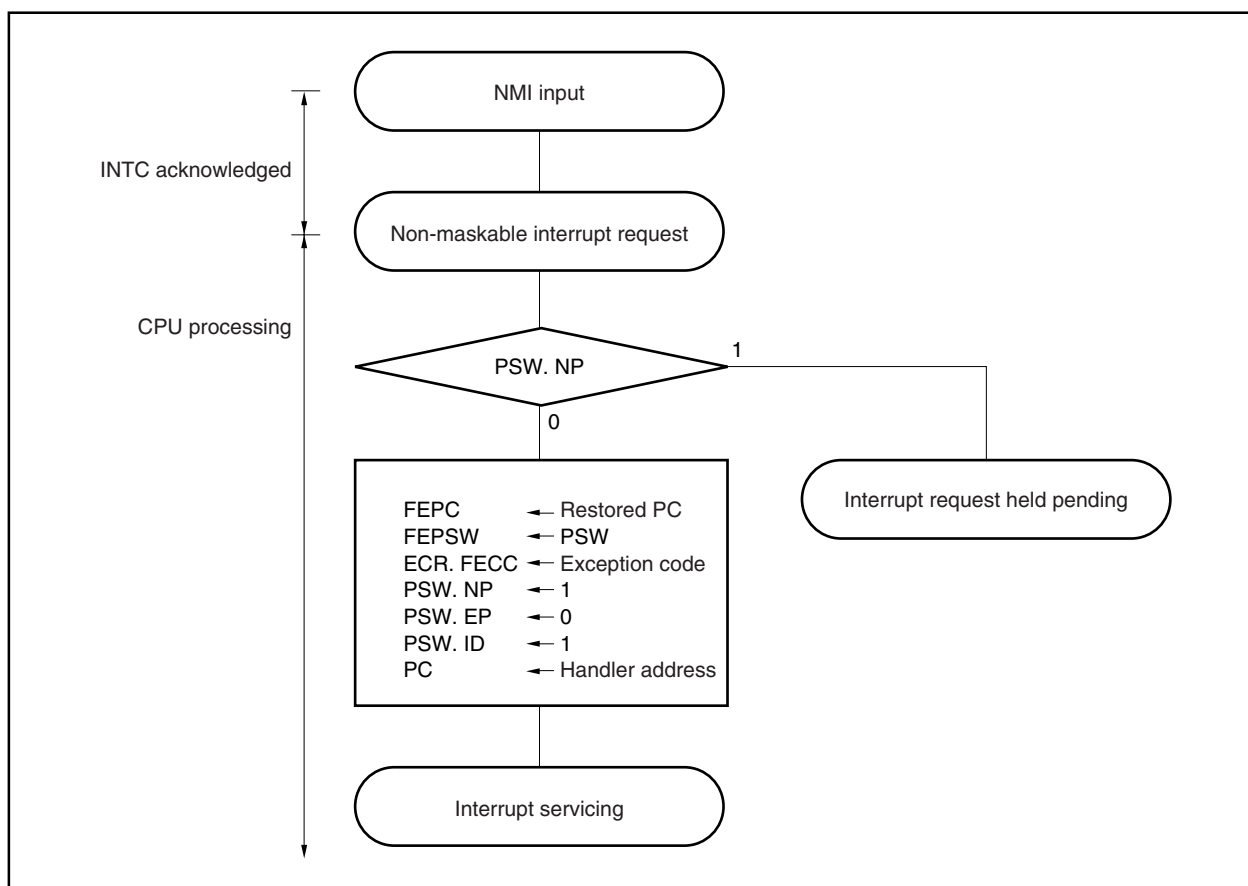 NMI input
INTC acknowledged
Non-maskable interrupt request
CPU processing
PSW. NP
1
0
FEPC ← Restored PC
FEPSW ← PSW
ECR. FECC ← Exception code
PSW. NP ← 1
PSW. EP ← 0
PSW. ID ← 1
PC ← Handler address
Interrupt request held pending
Interrupt servicing